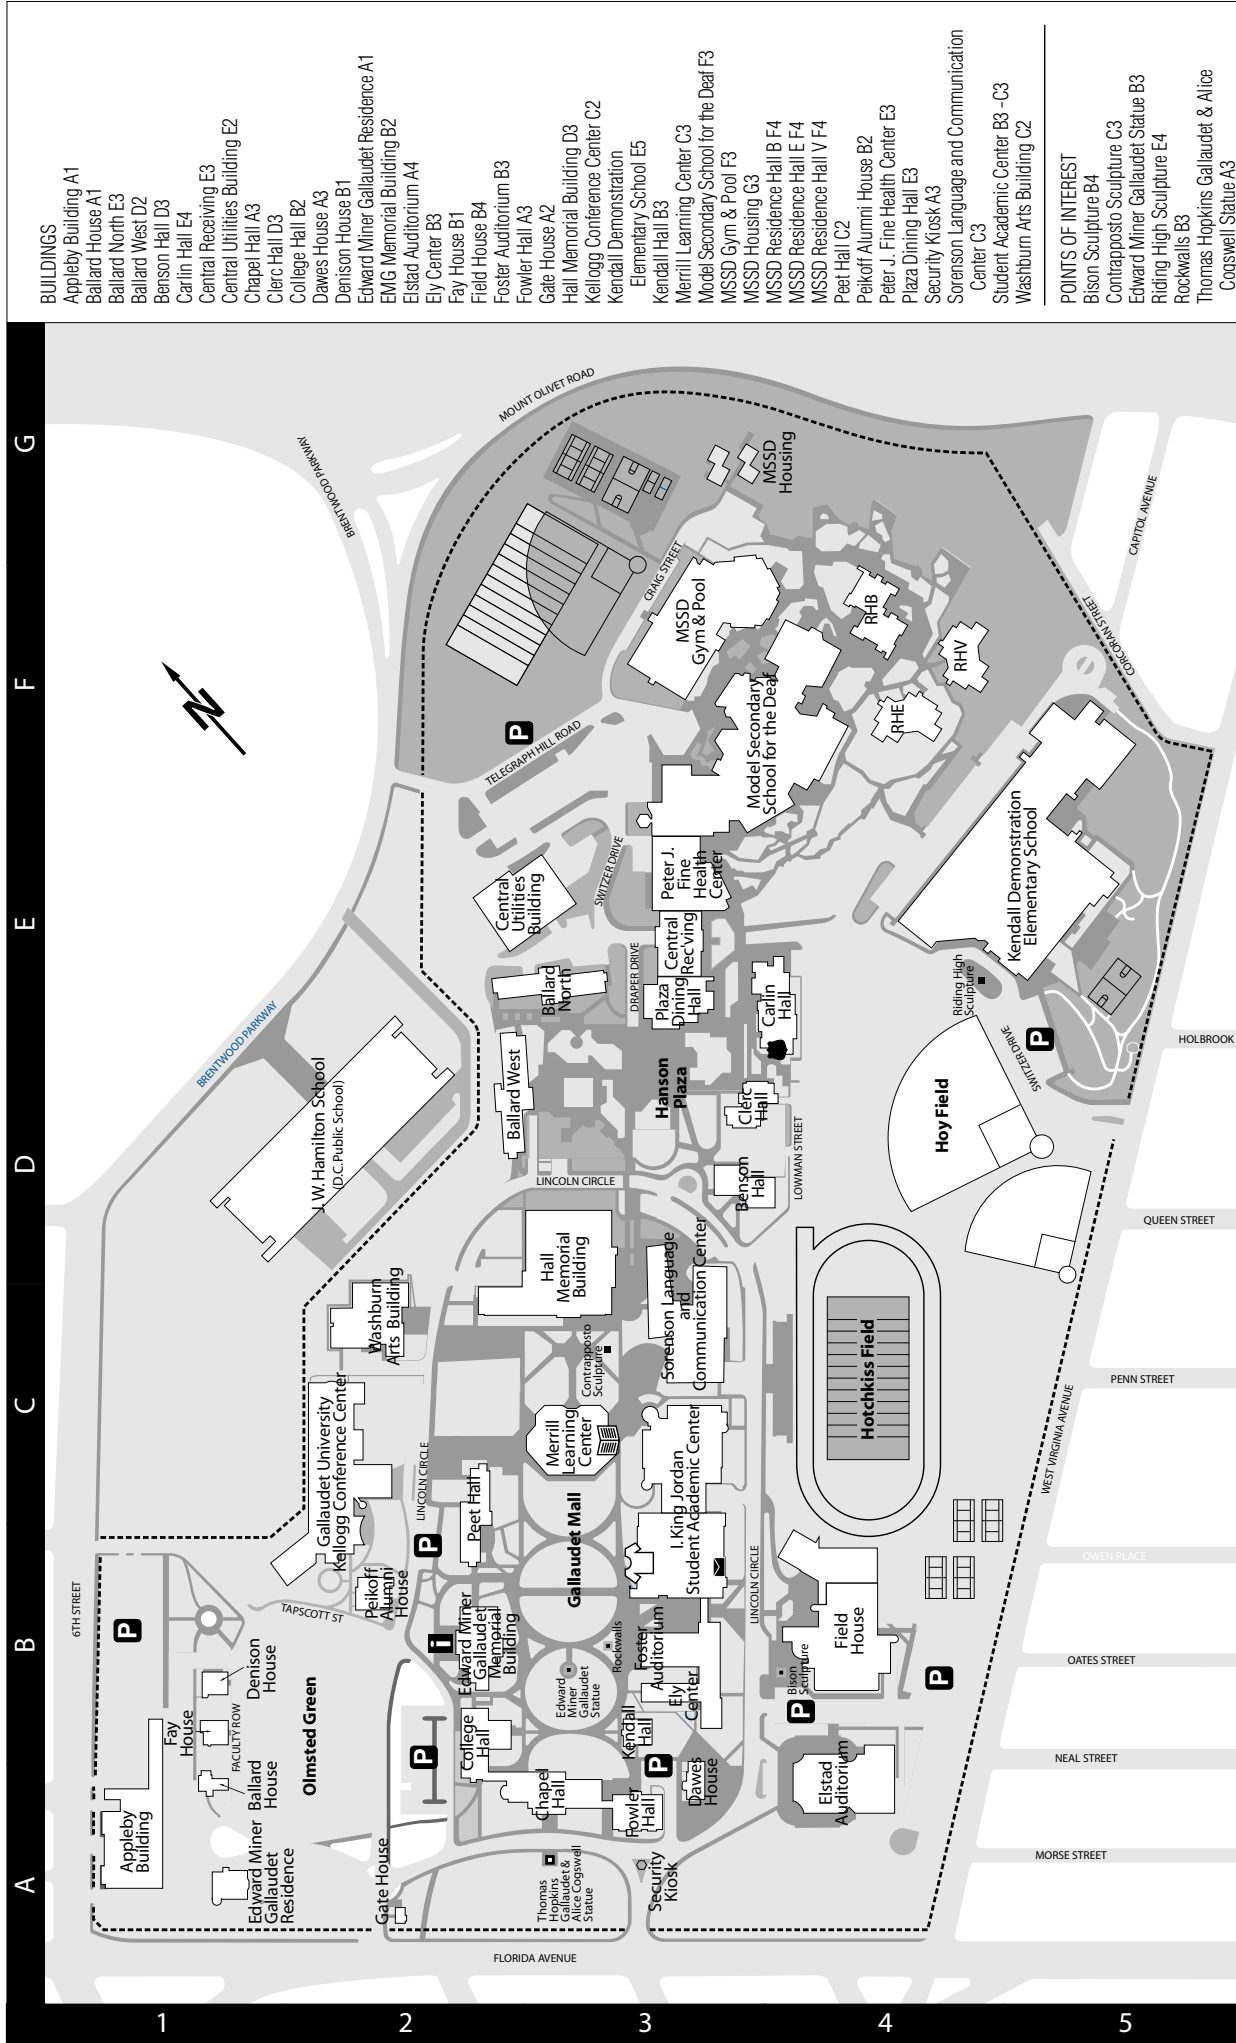 BUILDINGS
Appleby Building A1
Ballard House A1
Ballard North E3
Ballard West D2
Benson Hall D3
Carlin Hall E4
Central Receiving E3
Central Utilities Building E2
Chapel Hall A3
Clerc Hall D3
College Hall B2
Dawes House A3
Denison House B1
Edward Miner Gallaudet Residence A1
EMG Memorial Building B2
Elstad Auditorium A4
Ely Center B3
Fay House B1
Field House B4
Foster Auditorium B3
Fowler Hall A3
Gate House A2
Hall Memorial Building D3
Kellogg Conference Center C2
Kendall Demonstration
Elementary School E5
Kendall Hall B3
Merrill Learning Center C3
Model Secondary School for the Deaf F3
MSSD Gym & Pool F3
MSSD Housing G3
MSSD Residence Hall B F4
MSSD Residence Hall E F4
MSSD Residence Hall V F4
Peet Hall C2
Peikoff Alumni House B2
Peter J. Fine Health Center E3
Plaza Dining Hall E3
Security Kiosk A3
Sorenson Language and Communication
Center C3
Student Academic Center B3 -C3
Washburn Arts Building C2
POINTS OF INTEREST
Bison Sculpture B4
Contrapposto Sculpture C3
Edward Miner Gallaudet Statue B3
Riding High Sculpture E4
Rockwalls B3
Thomas Hopkins Gallaudet & Alice
Cogswell Statue A3
A
B
C
D
E
F
G
1
2
3
4
5
N
6TH STREET
BRENTWOOD PARKWAY
BRENTWOOD PARKWAY
MOUNT OLIVET ROAD
Appleby
Building
Fay
House
Denison
House
FACULTY ROW
Ballard
House
Edward Miner
Gallaudet
Residence
Olmsted Green
P
TAPSCOTT ST
Peikoff
Alumni
House
Gallaudet University
Kellogg Conference Center
Washburn
Arts Building
J. W. Hamilton School
(D.C. Public School)
Gate House
P
P
i
LINCOLN CIRCLE
College
Hall
Edward Miner
Gallaudet
Memorial
Building
Peet Hall
Chapel
Hall
Thomas
Hopkins
Gallaudet &
Alice Cogswell
Statue
Edward
Miner
Gallaudet
Statue
Rockwalls
Gallaudet Mall
Merrill
Learning
Center
Contrapposto
Sculpture
Hall
Memorial
Building
LINCOLN CIRCLE
Ballard West
Ballard
North
Central
Utilities
Building
SWITZER DRIVE
DRAPER DRIVE
TELEGRAPH HILL ROAD
P
CRAIG STREET
MSSD
Gym & Pool
MSSD
Housing
Fowler
Hall
Security
Kiosk
P
Dawes
House
Kendall
Hall
Ely
Center
Foster
Auditorium
I. King Jordan
Student Academic Center
Sorenson Language
and
Communication Center
Benson
Hall
Clerc
Hall
Hanson
Plaza
Plaza
Dining
Hall
Central
Rec'ving
Peter J.
Fine
Health
Center
Model Secondary
School for the Deaf
Carlin
Hall
RHB
RHE
RHV
LOWMAN STREET
LINCOLN CIRCLE
Bison
Sculpture
P
P
Elstad
Auditorium
Field
House
Hotchkiss Field
Hoy Field
Riding High
Sculpture
SWITZER DRIVE
P
Kendall Demonstration
Elementary School
FLORIDA AVENUE
WEST VIRGINIA AVENUE
MORSE STREET
NEAL STREET
OATES STREET
OWEN PLACE
PENN STREET
QUEEN STREET
HOLBROOK
CORCORAN STREET
CAPITOL AVENUE